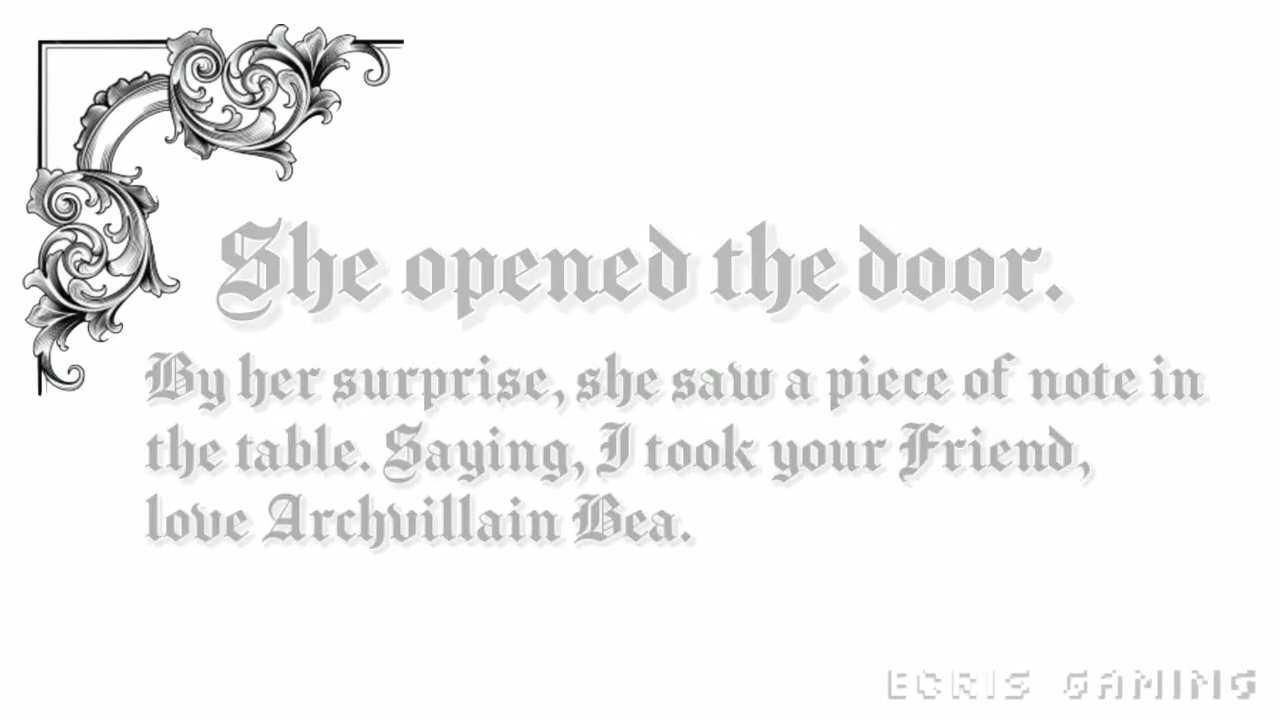 She opened the door.
By her surprise, she saw a piece of note in
the table. Saying, I took your Friend,
love Archvillain Bea.
ECRIS GAMING